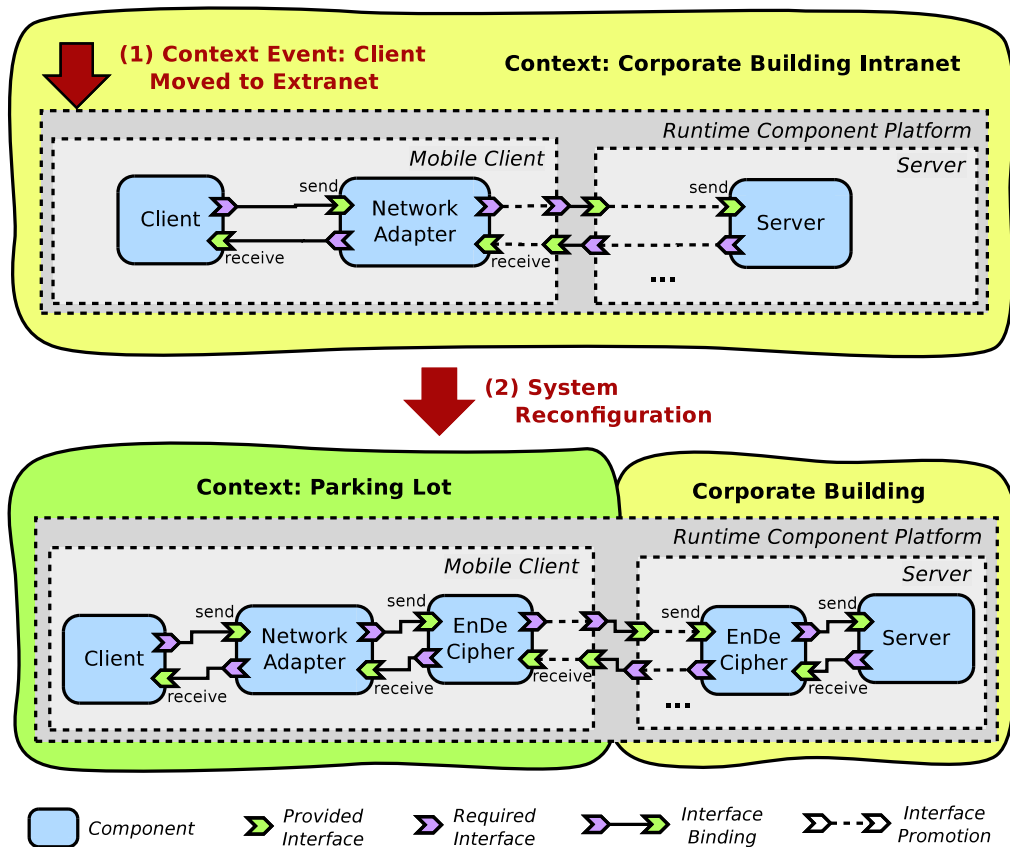 (1) Context Event: Client
Moved to Extranet
Context: Corporate Building Intranet
Runtime Component Platform
Mobile Client
Server
send
send
Client
Network
Adapter
Server
receive
receive
...
(2) System
Reconfiguration
Context: Parking Lot
Corporate Building
Runtime Component Platform
Mobile Client
Server
send
send
send
send
Client
Network
Adapter
EnDe
Cipher
EnDe
Cipher
Server
receive
receive
receive
receive
...
Component
Provided
Interface
Required
Interface
Interface
Binding
Interface
Promotion